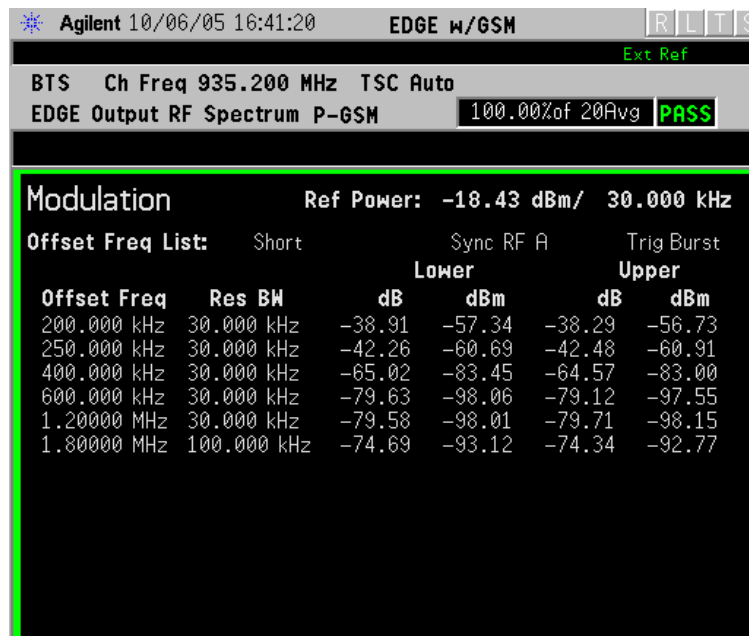 Agilent 10/06/05 16:41:20 EDGE w/GSM R L T S
Ext Ref
BTS Ch Freq 935.200 MHz TSC Auto
EDGE Output RF Spectrum P-GSM 100.00%of 20Avg PASS
Modulation Ref Power: -18.43 dBm/ 30.000 kHz
Offset Freq List: Short Sync RF A Trig Burst
Lower Upper
Offset Freq Res BW dB dBm dB dBm
200.000 kHz 30.000 kHz -38.91 -57.34 -38.29 -56.73
250.000 kHz 30.000 kHz -42.26 -60.69 -42.48 -60.91
400.000 kHz 30.000 kHz -65.02 -83.45 -64.57 -83.00
600.000 kHz 30.000 kHz -79.63 -98.06 -79.12 -97.55
1.20000 MHz 30.000 kHz -79.58 -98.01 -79.71 -98.15
1.80000 MHz 100.000 kHz -74.69 -93.12 -74.34 -92.77